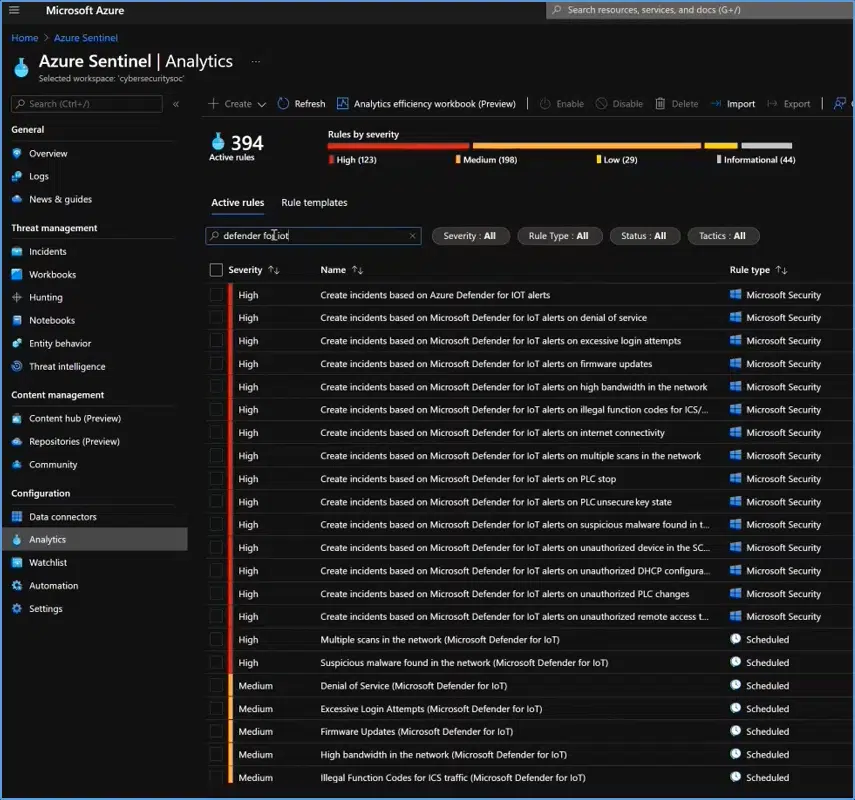 Microsoft Azure
Search resources, services, and docs (G+/)
Home > Azure Sentinel
Azure Sentinel | Analytics ...
Selected workspace: 'cybersecuritysoc'
Search (Ctrl+/) «
+ Create Refresh Analytics efficiency workbook (Preview) Enable Disable Delete Import Export
General
Overview
Logs
News & guides
Threat management
Incidents
Workbooks
Hunting
Notebooks
Entity behavior
Threat intelligence
Content management
Content hub (Preview)
Repositories (Preview)
Community
Configuration
Data connectors
Analytics
Watchlist
Automation
Settings
394
Active rules
Rules by severity
High (123) Medium (198) Low (29) Informational (44)
Active rules Rule templates
defender for iot
Severity : All Rule Type : All Status : All Tactics : All
Severity ↑↓ Name ↑↓ Rule type ↑↓
High Create incidents based on Azure Defender for IOT alerts Microsoft Security
High Create incidents based on Microsoft Defender for IoT alerts on denial of service Microsoft Security
High Create incidents based on Microsoft Defender for IoT alerts on excessive login attempts Microsoft Security
High Create incidents based on Microsoft Defender for IoT alerts on firmware updates Microsoft Security
High Create incidents based on Microsoft Defender for IoT alerts on high bandwidth in the network Microsoft Security
High Create incidents based on Microsoft Defender for IoT alerts on illegal function codes for ICS/... Microsoft Security
High Create incidents based on Microsoft Defender for IoT alerts on internet connectivity Microsoft Security
High Create incidents based on Microsoft Defender for IoT alerts on multiple scans in the network Microsoft Security
High Create incidents based on Microsoft Defender for IoT alerts on PLC stop Microsoft Security
High Create incidents based on Microsoft Defender for IoT alerts on PLC unsecure key state Microsoft Security
High Create incidents based on Microsoft Defender for IoT alerts on suspicious malware found in t... Microsoft Security
High Create incidents based on Microsoft Defender for IoT alerts on unauthorized device in the SC... Microsoft Security
High Create incidents based on Microsoft Defender for IoT alerts on unauthorized DHCP configura... Microsoft Security
High Create incidents based on Microsoft Defender for IoT alerts on unauthorized PLC changes Microsoft Security
High Create incidents based on Microsoft Defender for IoT alerts on unauthorized remote access t... Microsoft Security
High Multiple scans in the network (Microsoft Defender for IoT) Scheduled
High Suspicious malware found in the network (Microsoft Defender for IoT) Scheduled
Medium Denial of Service (Microsoft Defender for IoT) Scheduled
Medium Excessive Login Attempts (Microsoft Defender for IoT) Scheduled
Medium Firmware Updates (Microsoft Defender for IoT) Scheduled
Medium High bandwidth in the network (Microsoft Defender for IoT) Scheduled
Medium Illegal Function Codes for ICS traffic (Microsoft Defender for IoT) Scheduled